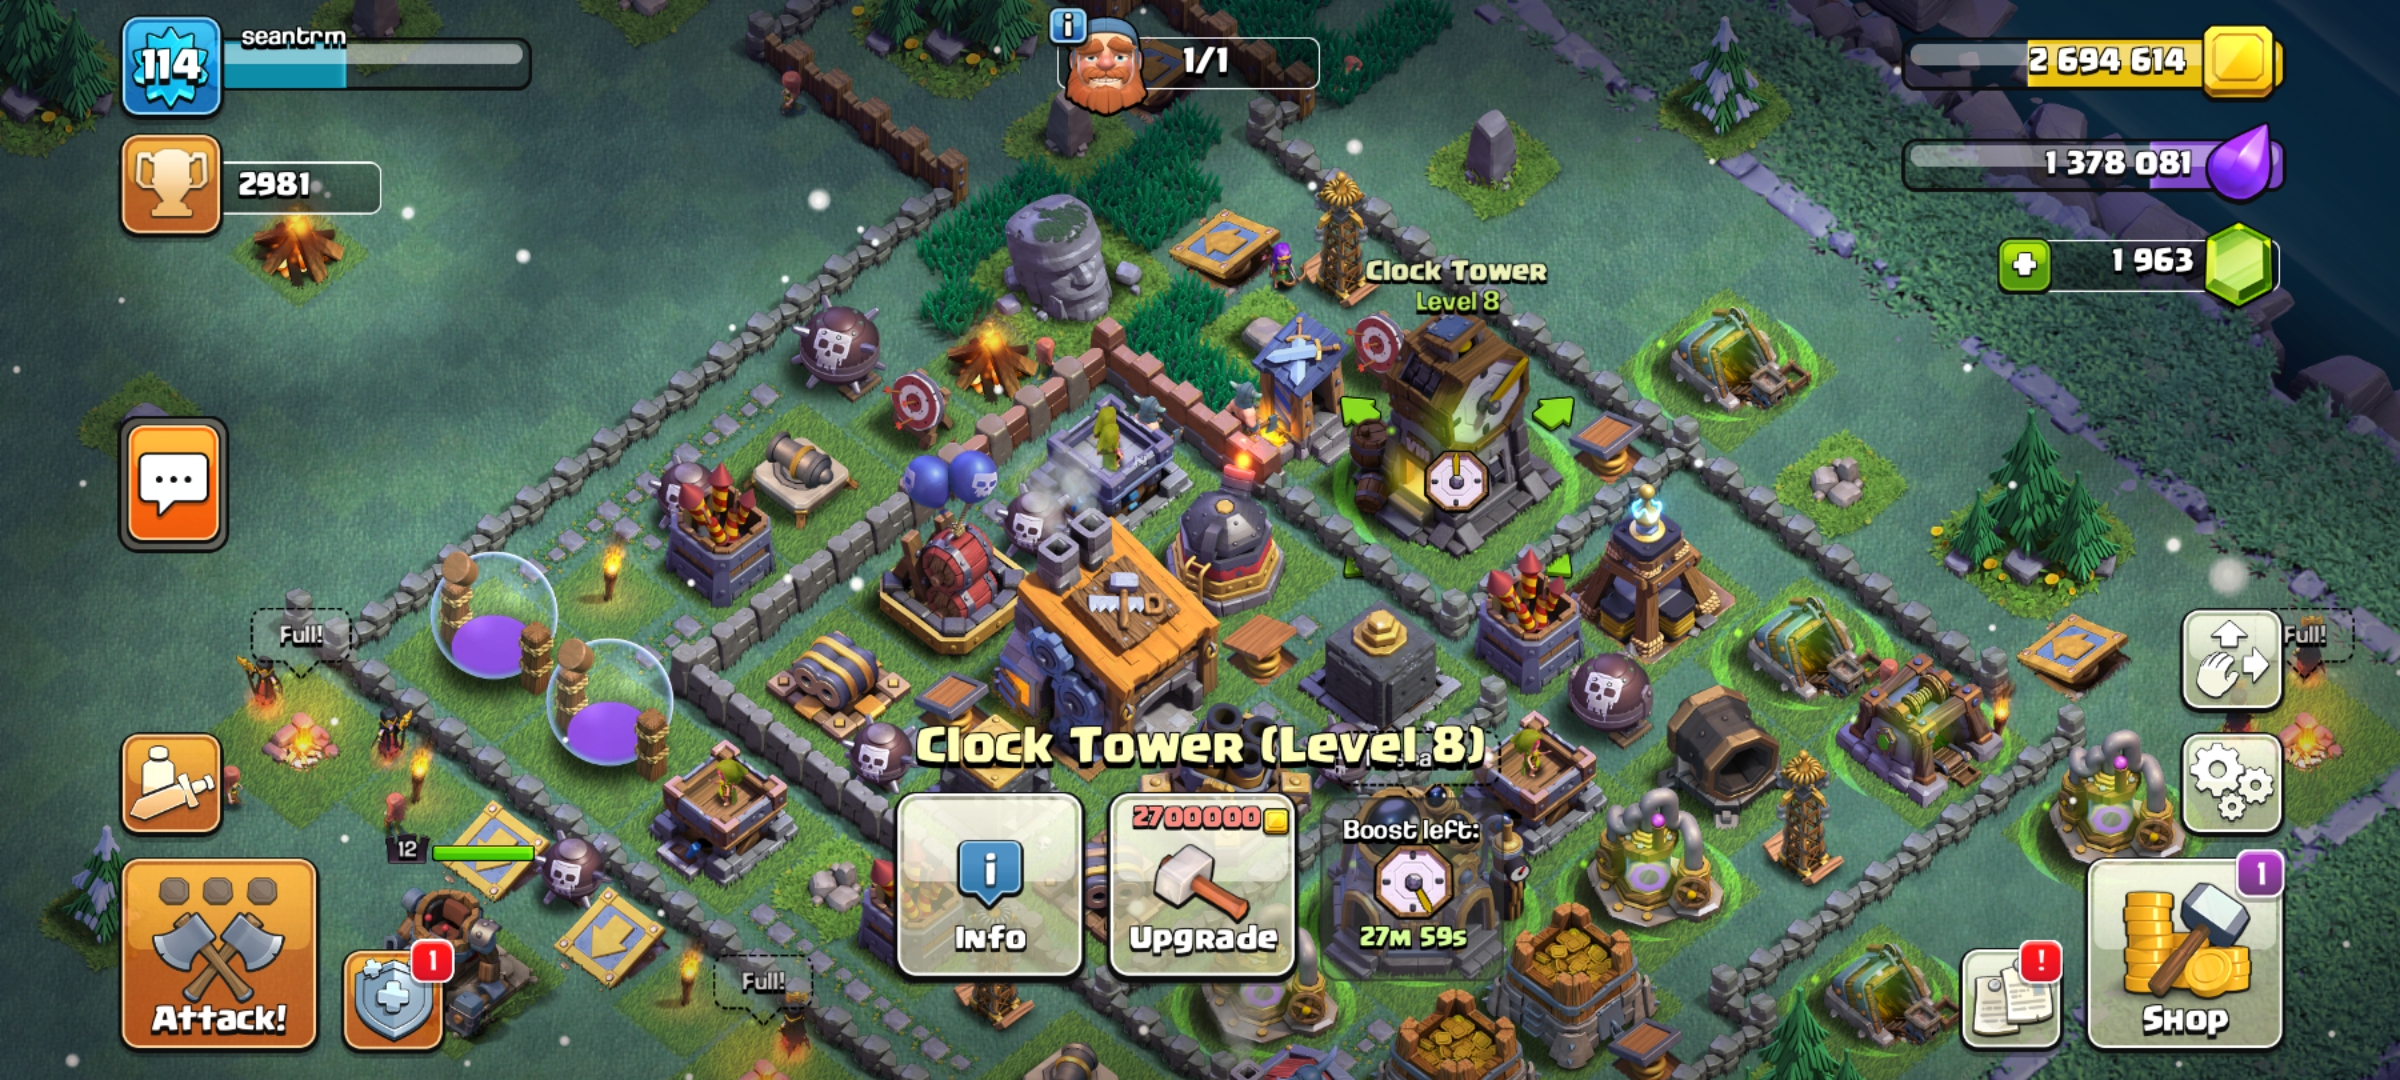 114
seantrm
1/1
2 694 614
2981
1 378 081
1 963
Clock Tower
Level 8
Full!
Full!
Clock Tower (Level 8)
12
2700000
Boost left:
27m 59s
Info
Upgrade
Full!
1
1
!
Attack!
Shop